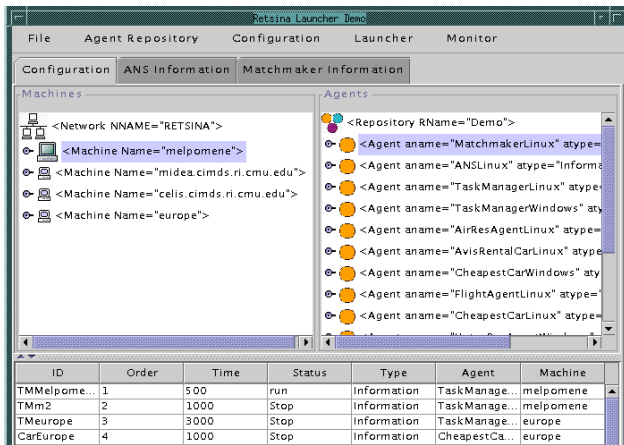 Retsina Launcher Demo
File Agent Repository Configuration Launcher Monitor
Configuration ANS Information Matchmaker Information
Machines
<Network NNAME="RETSINA">
<Machine Name="melpomene">
<Machine Name="midea.cimds.ri.cmu.edu">
<Machine Name="celis.cimds.ri.cmu.edu">
<Machine Name="europe">
Agents
<Repository RName="Demo">
<Agent aname="MatchmakerLinux" atype=
<Agent aname="ANSLinux" atype="Informa
<Agent aname="TaskManagerLinux" atype=
<Agent aname="TaskManagerWindows" aty
<Agent aname="AirResAgentLinux" atype=
<Agent aname="AvisRentalCarLinux" atype
<Agent aname="CheapestCarWindows" aty
<Agent aname="FlightAgentLinux" atype="
<Agent aname="CheapestCarLinux" atype=
ID Order Time Status Type Agent Machine
TMMelpome... 1 500 run Information TaskManage... melpomene
TMm2 2 1000 Stop Information TaskManage... melpomene
TMeurope 3 3000 Stop Information TaskManage... europe
CarEurope 4 1000 Stop Information CheapestCa... europe